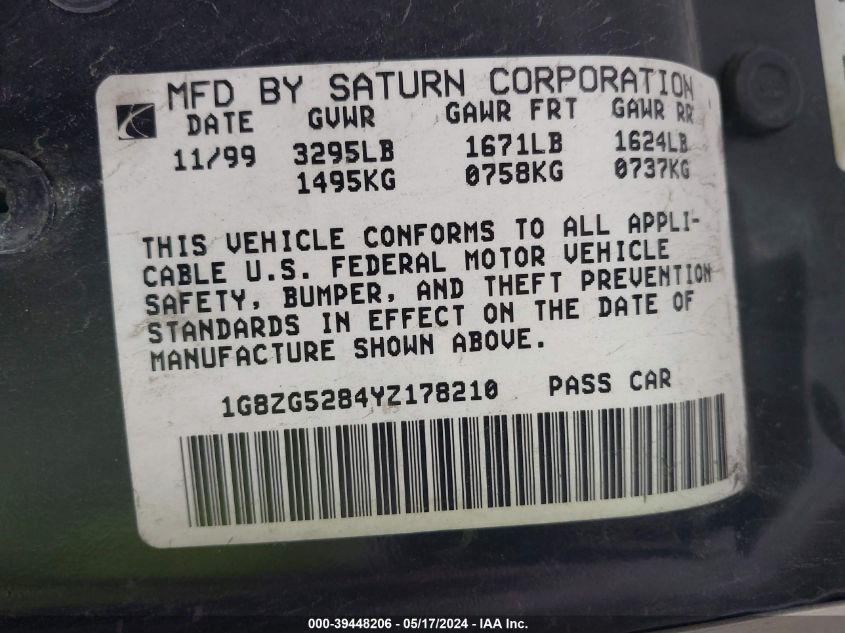 MFD BY SATURN CORPORATION
DATE GVWR GAWR FRT GAWR RR
11/99 3295LB 1671LB 1624LB
1495KG 0758KG 0737KG
THIS VEHICLE CONFORMS TO ALL APPLI-
CABLE U.S. FEDERAL MOTOR VEHICLE
SAFETY, BUMPER, AND THEFT PREVENTION
STANDARDS IN EFFECT ON THE DATE OF
MANUFACTURE SHOWN ABOVE.
1G8ZG5284YZ178210 PASS CAR
000-39448206 - 05/17/2024 - IAA Inc.